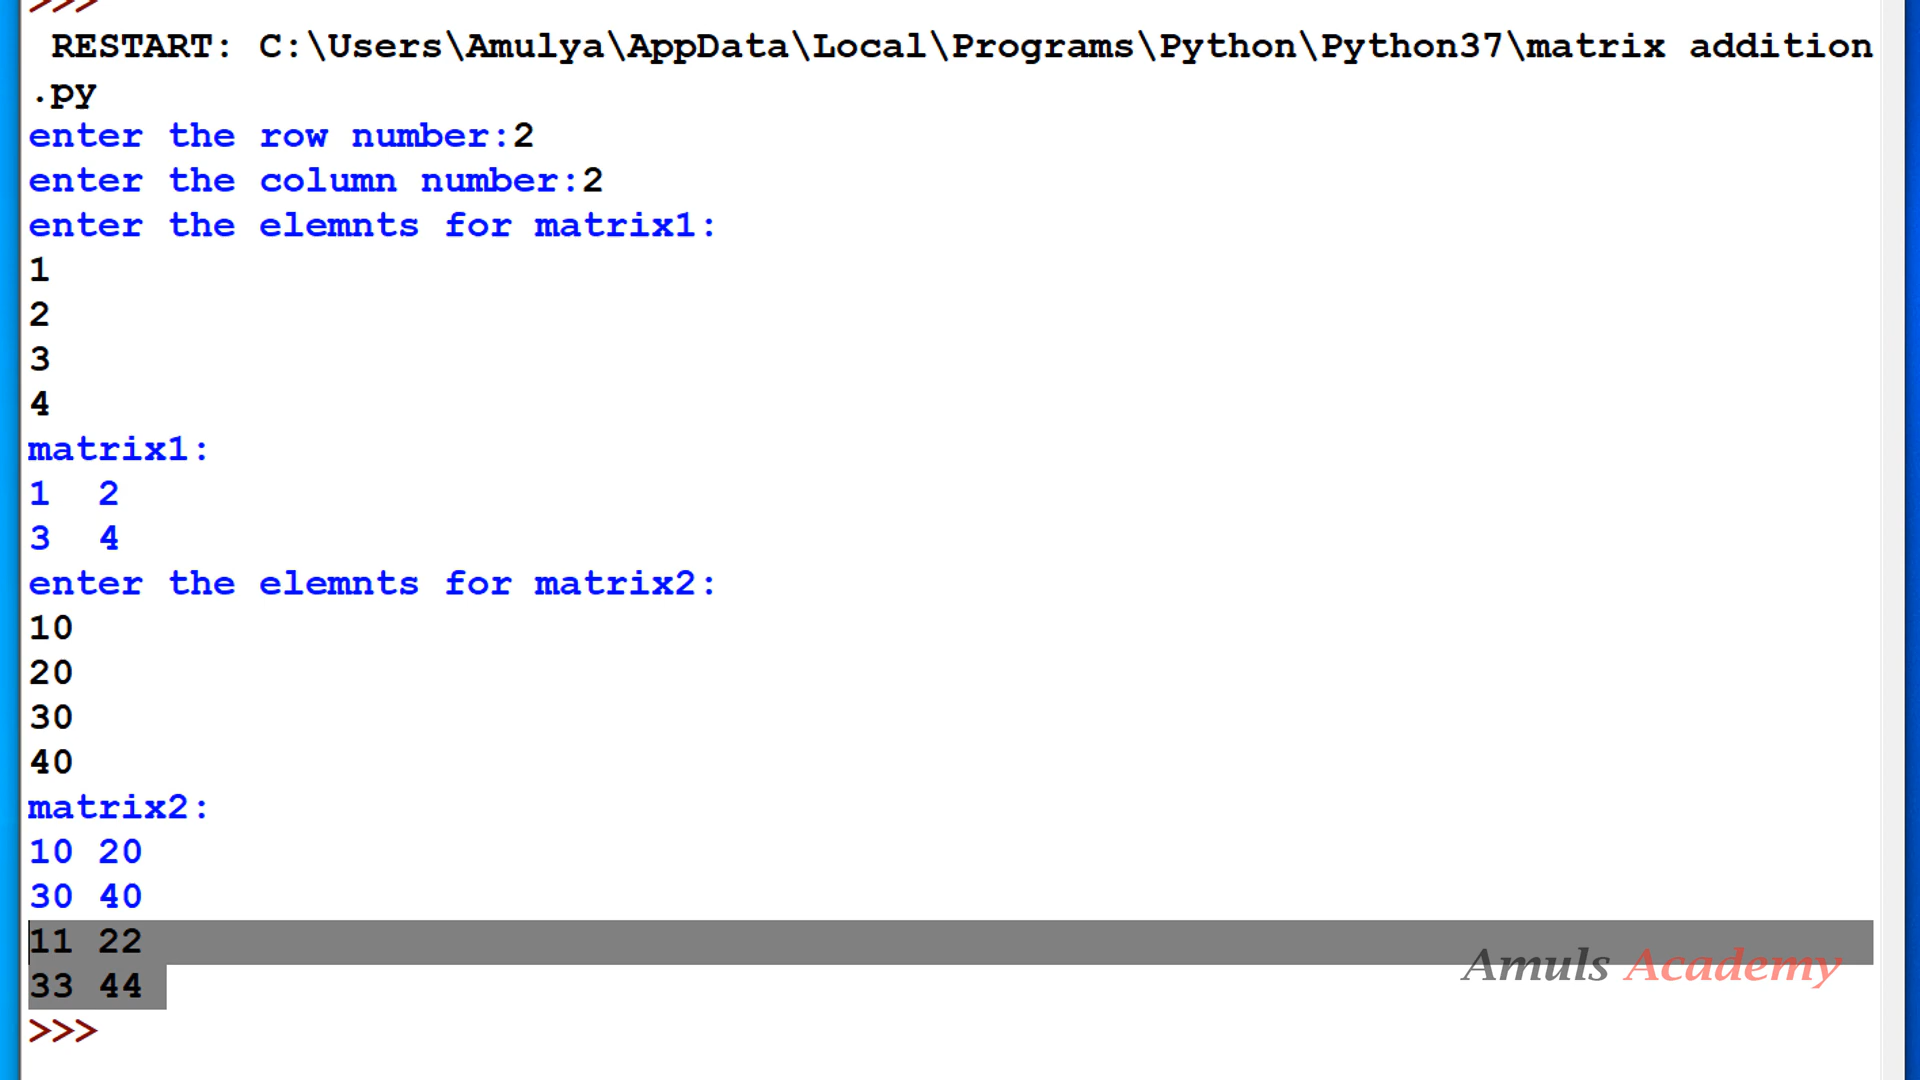 >>>
RESTART: C:\Users\Amulya\AppData\Local\Programs\Python\Python37\matrix addition
.py
enter the row number:2
enter the column number:2
enter the elemnts for matrix1:
1
2
3
4
matrix1:
1 2
3 4
enter the elemnts for matrix2:
10
20
30
40
matrix2:
10 20
30 40
11 22
33 44
Amuls Academy
>>>